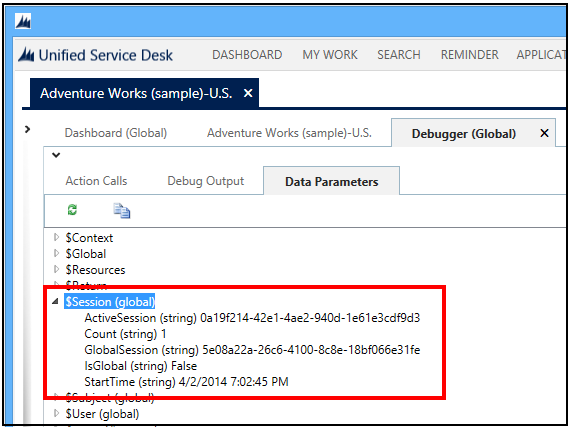 Unified Service Desk DASHBOARD MY WORK SEARCH REMINDER APPLICAT
Adventure Works (sample)-U.S. ×
Dashboard (Global) Adventure Works (sample)-U.S. Debugger (Global) ×
Action Calls Debug Output Data Parameters
$Context
$Global
$Resources
$Return
$Session (global)
ActiveSession (string) 0a19f214-42e1-4ae2-940d-1e61e3cdf9d3
Count (string) 1
GlobalSession (string) 5e08a22a-26c6-4100-8c8e-18bf066e31fe
IsGlobal (string) False
StartTime (string) 4/2/2014 7:02:45 PM
$Subject (global)
$User (global)